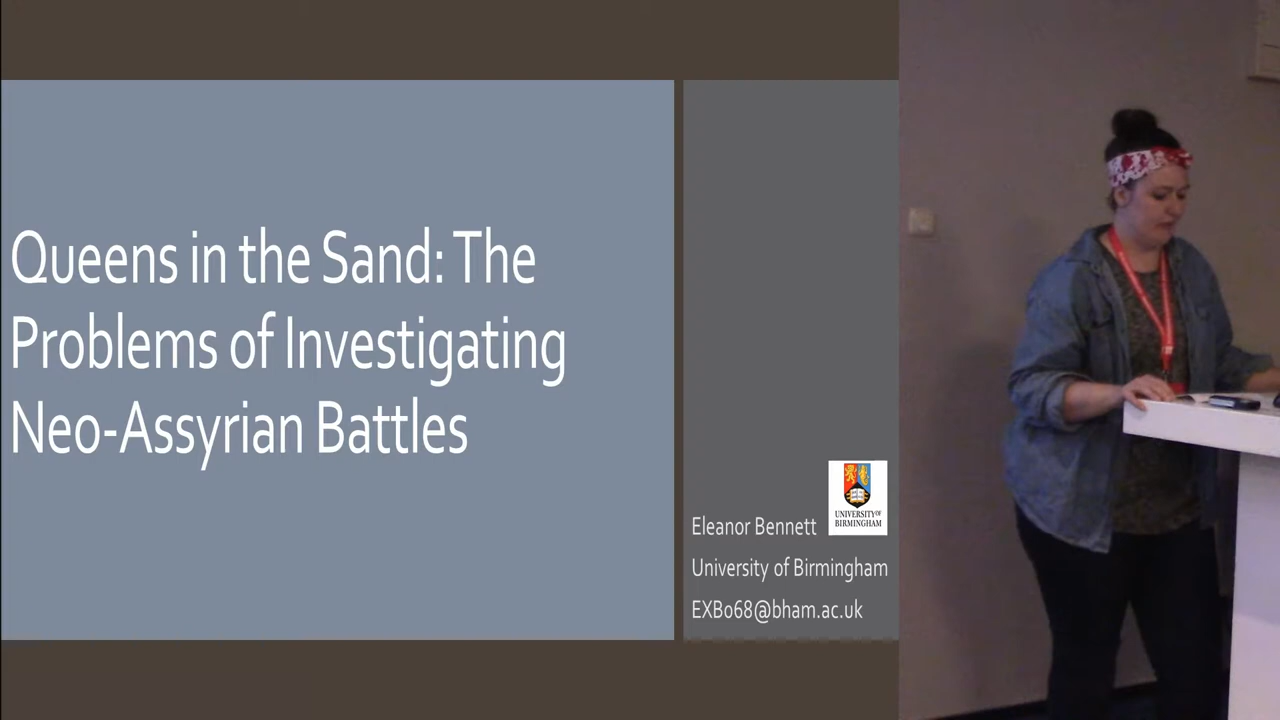 Queens in the Sand: The
Problems of Investigating
Neo-Assyrian Battles
UNIVERSITY OF
BIRMINGHAM
Eleanor Bennett
University of Birmingham
EXB068@bham.ac.uk